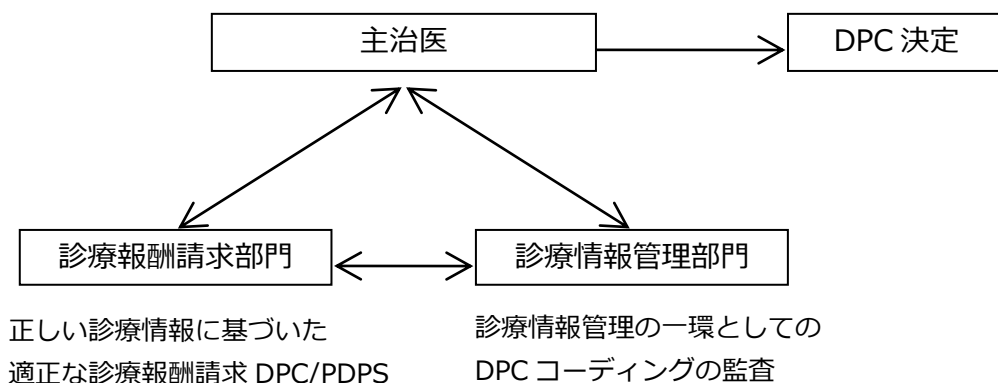 主治医
DPC 決定
診療報酬請求部門
診療情報管理部門
正しい診療情報に基づいた
適正な診療報酬請求 DPC/PDPS
診療情報管理の一環としての
DPC コーディングの監査